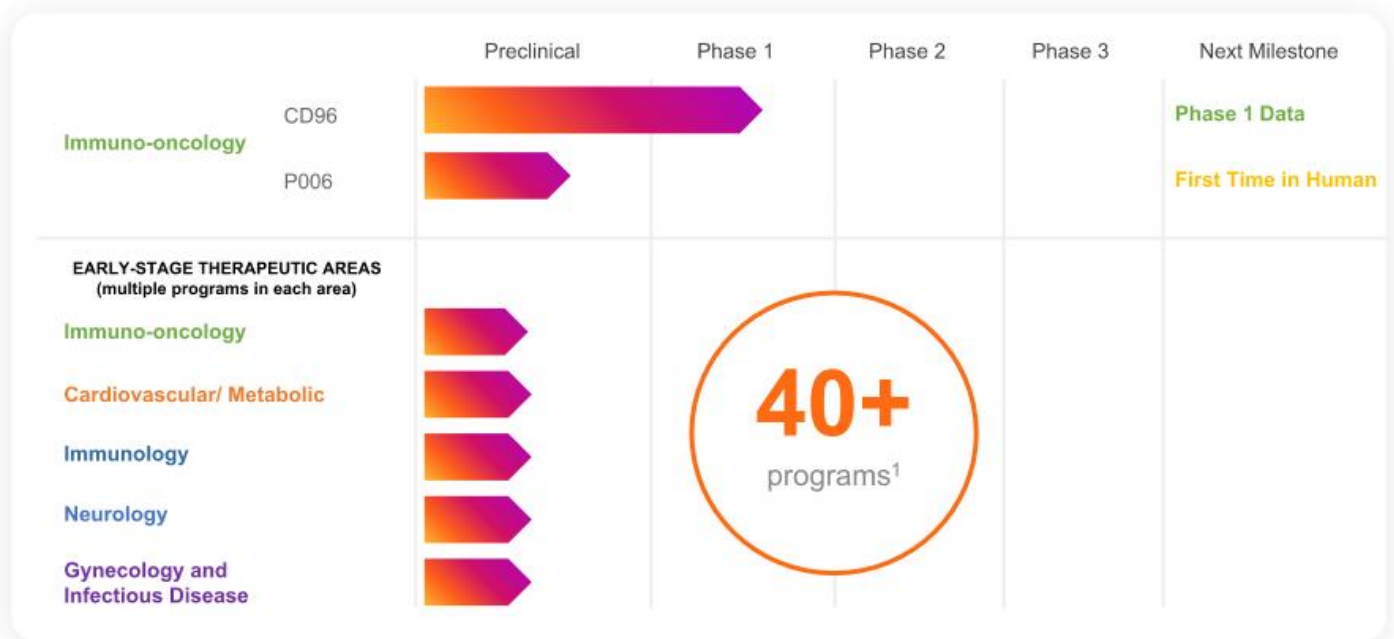 Preclinical Phase 1 Phase 2 Phase 3 Next Milestone
CD96 Phase 1 Data
Immuno-oncology
P006 First Time in Human
EARLY-STAGE THERAPEUTIC AREAS
(multiple programs in each area)
Immuno-oncology
Cardiovascular/ Metabolic
Immunology
Neurology
Gynecology and
Infectious Disease
40+
programs¹